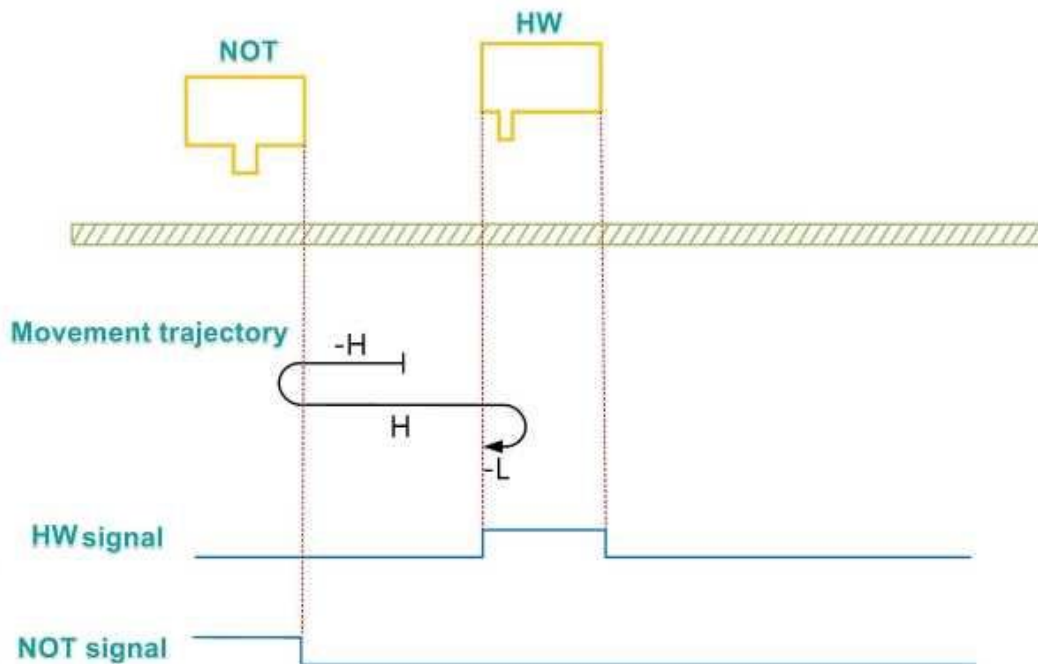 HW
NOT
Movement trajectory
-H
H
-L
HW signal
NOT signal